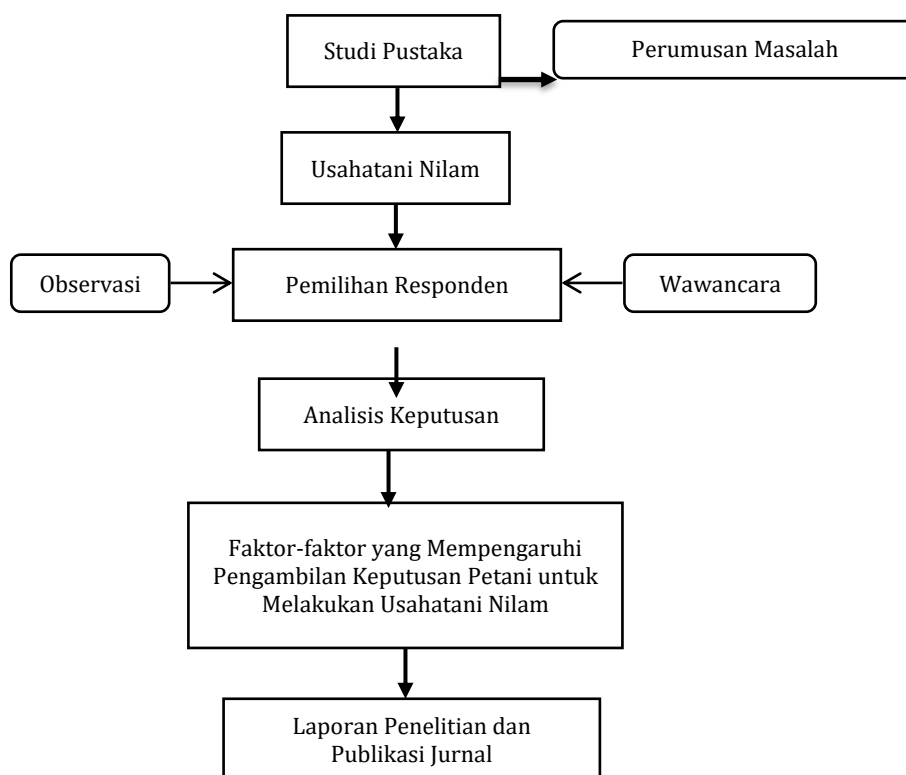 Studi Pustaka
Perumusan Masalah
Usahatani Nilam
Observasi
Pemilihan Responden
Wawancara
Analisis Keputusan
Faktor-faktor yang Mempengaruhi
Pengambilan Keputusan Petani untuk
Melakukan Usahatani Nilam
Laporan Penelitian dan
Publikasi Jurnal